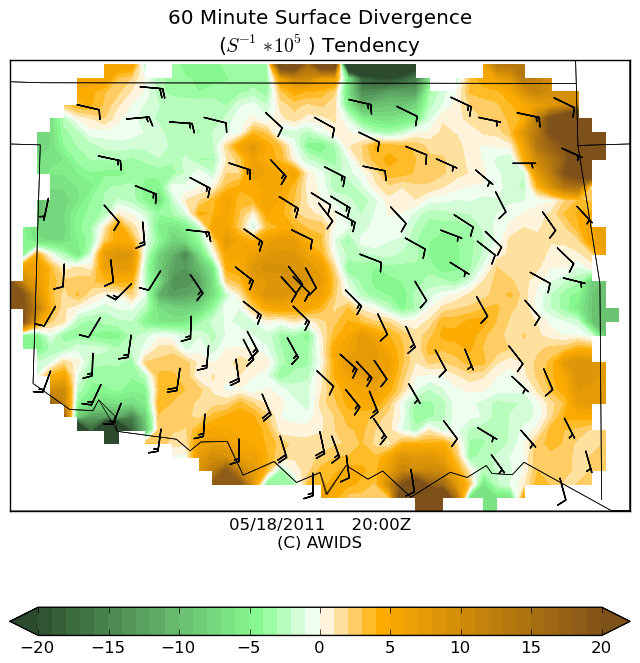 60 Minute Surface Divergence
(S⁻¹ ∗ 10⁵ ) Tendency
05/18/2011 20:00Z
(C) AWIDS
−20 −15 −10 −5 0 5 10 15 20